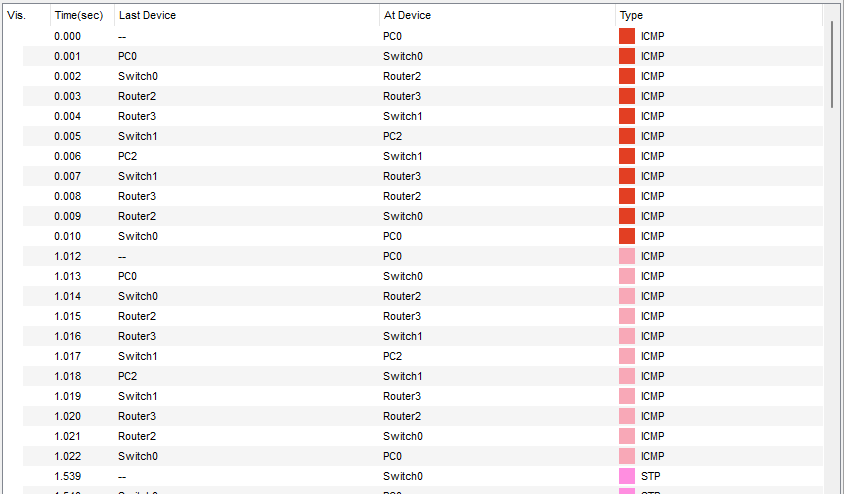 Vis. Time(sec) Last Device At Device Type
0.000 -- PC0 ICMP
0.001 PC0 Switch0 ICMP
0.002 Switch0 Router2 ICMP
0.003 Router2 Router3 ICMP
0.004 Router3 Switch1 ICMP
0.005 Switch1 PC2 ICMP
0.006 PC2 Switch1 ICMP
0.007 Switch1 Router3 ICMP
0.008 Router3 Router2 ICMP
0.009 Router2 Switch0 ICMP
0.010 Switch0 PC0 ICMP
1.012 -- PC0 ICMP
1.013 PC0 Switch0 ICMP
1.014 Switch0 Router2 ICMP
1.015 Router2 Router3 ICMP
1.016 Router3 Switch1 ICMP
1.017 Switch1 PC2 ICMP
1.018 PC2 Switch1 ICMP
1.019 Switch1 Router3 ICMP
1.020 Router3 Router2 ICMP
1.021 Router2 Switch0 ICMP
1.022 Switch0 PC0 ICMP
1.539 -- Switch0 STP